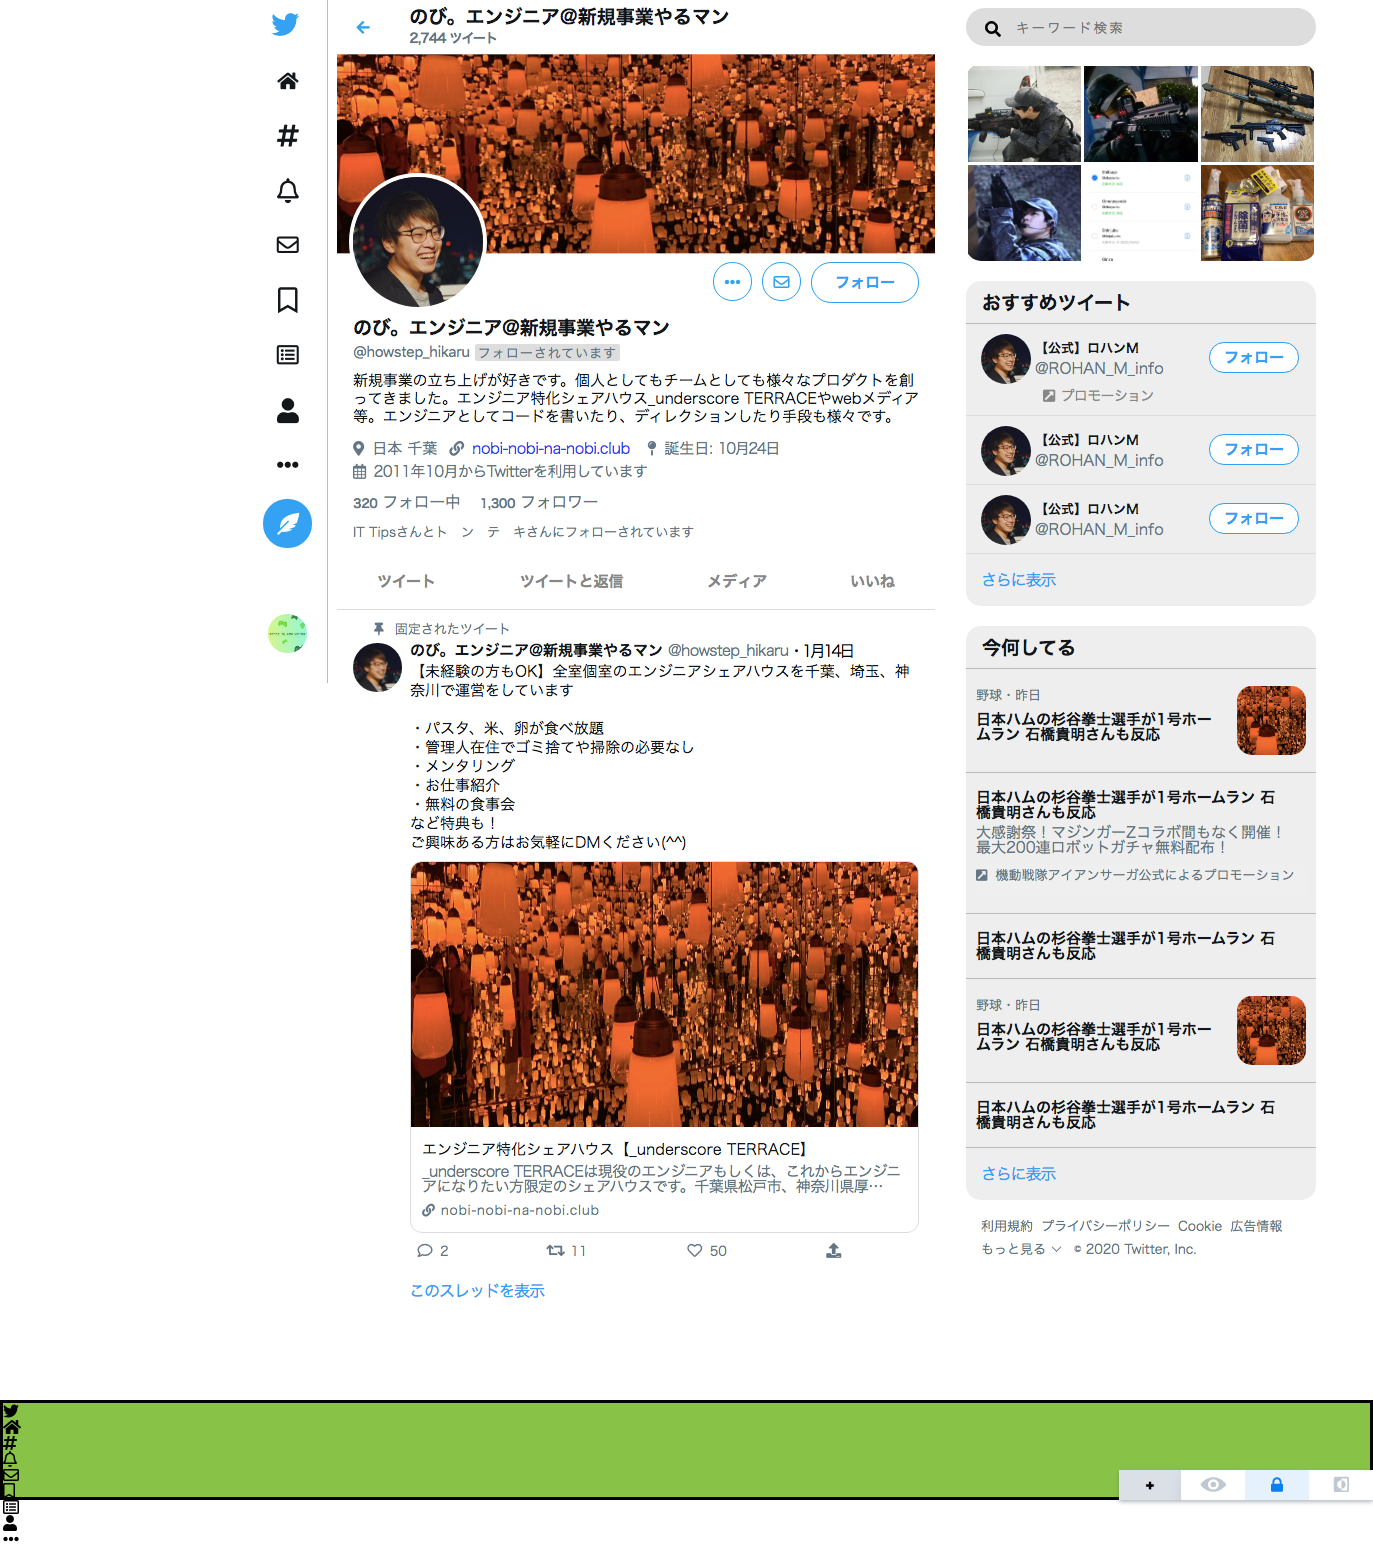 のび。エンジニア@新規事業やるマン
2,744 ツイート
フォロー
のび。エンジニア@新規事業やるマン
@howstep_hikaru フォローされています
新規事業の立ち上げが好きです。個人としてもチームとしても様々なプロダクトを創
ってきました。エンジニア特化シェアハウス_underscore TERRACEやwebメディア
等。エンジニアとしてコードを書いたり、ディレクションしたり手段も様々です。
日本 千葉 nobi-nobi-na-nobi.club 誕生日: 10月24日
2011年10月からTwitterを利用しています
320 フォロー中 1,300 フォロワー
IT Tipsさんとト　ン　テ　キさんにフォローされています
ツイート ツイートと返信 メディア いいね
固定されたツイート
のび。エンジニア@新規事業やるマン @howstep_hikaru・1月14日
【未経験の方もOK】全室個室のエンジニアシェアハウスを千葉、埼玉、神
奈川で運営をしています
・パスタ、米、卵が食べ放題
・管理人在住でゴミ捨てや掃除の必要なし
・メンタリング
・お仕事紹介
・無料の食事会
など特典も！
ご興味ある方はお気軽にDMください(^^)
エンジニア特化シェアハウス【_underscore TERRACE】
_underscore TERRACEは現役のエンジニアもしくは、これからエンジニ
アになりたい方限定のシェアハウスです。千葉県松戸市、神奈川県厚…
nobi-nobi-na-nobi.club
2 11 50
このスレッドを表示
キーワード検索
おすすめツイート
【公式】ロハンM
@ROHAN_M_info
フォロー
プロモーション
【公式】ロハンM
@ROHAN_M_info
フォロー
【公式】ロハンM
@ROHAN_M_info
フォロー
さらに表示
今何してる
野球・昨日
日本ハムの杉谷拳士選手が1号ホー
ムラン 石橋貴明さんも反応
日本ハムの杉谷拳士選手が1号ホームラン 石
橋貴明さんも反応
大感謝祭！マジンガーZコラボ間もなく開催！
最大200連ロボットガチャ無料配布！
機動戦隊アイアンサーガ公式によるプロモーション
日本ハムの杉谷拳士選手が1号ホームラン 石
橋貴明さんも反応
野球・昨日
日本ハムの杉谷拳士選手が1号ホー
ムラン 石橋貴明さんも反応
日本ハムの杉谷拳士選手が1号ホームラン 石
橋貴明さんも反応
さらに表示
利用規約 プライバシーポリシー Cookie 広告情報
もっと見る © 2020 Twitter, Inc.